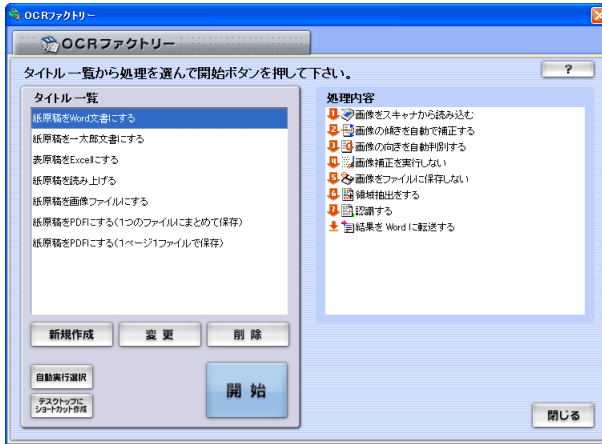 OCRファクトリー
OCRファクトリー
タイトル一覧から処理を選んで開始ボタンを押して下さい。
?
タイトル一覧
紙原稿をWord文書にする
紙原稿を一太郎文書にする
表原稿をExcelにする
紙原稿を読み上げる
紙原稿を画像ファイルにする
紙原稿をPDFにする(1つのファイルにまとめて保存)
紙原稿をPDFにする(1ページ1ファイルで保存)
新規作成
変更
削除
自動実行選択
デスクトップに
ショートカット作成
開始
処理内容
1 画像をスキャナから読み込む
2 画像の傾きを自動で補正する
3 画像の向きを自動判別する
4 画像補正を実行しない
5 画像をファイルに保存しない
6 領域抽出をする
7 認識する
結果を Word に転送する
閉じる